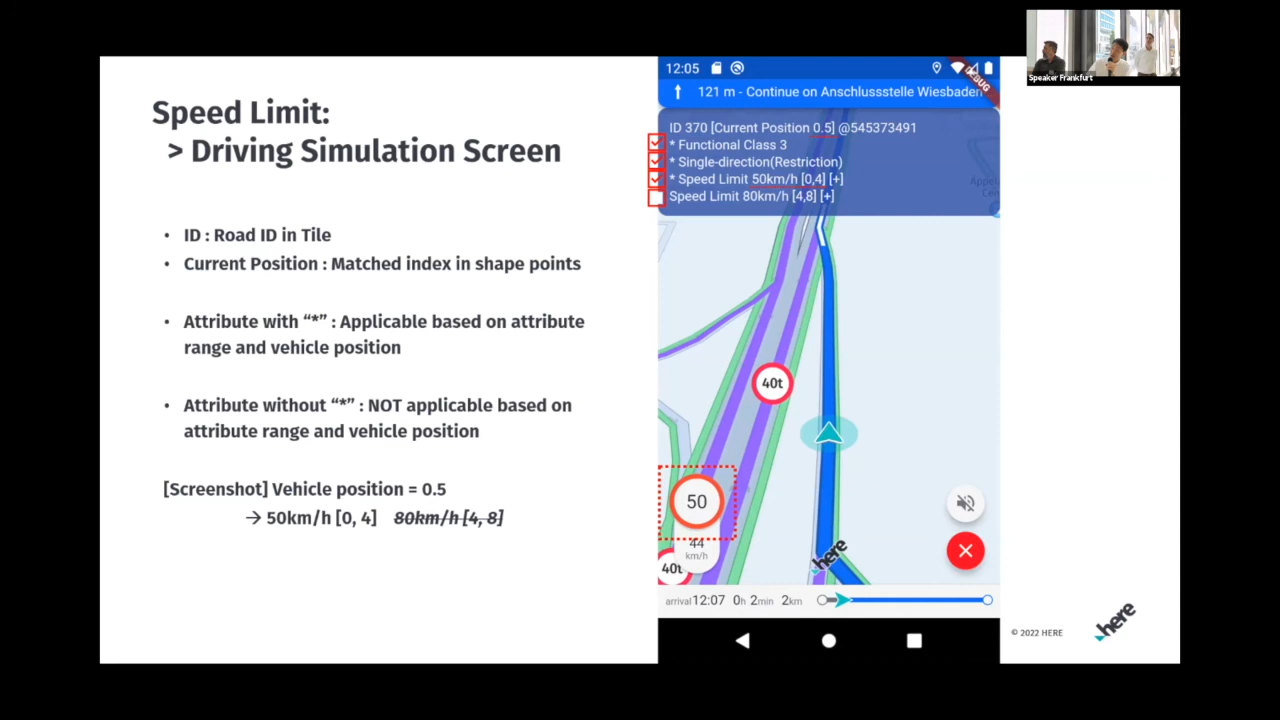 Speaker Frankfurt
Speed Limit:
> Driving Simulation Screen
• ID : Road ID in Tile
• Current Position : Matched index in shape points
• Attribute with “*” : Applicable based on attribute
range and vehicle position
• Attribute without “*” : NOT applicable based on
attribute range and vehicle position
[Screenshot] Vehicle position = 0.5
→ 50km/h [0, 4] 80km/h [4, 8]
12:05
DEBUG
121 m - Continue on Anschlussstelle Wiesbaden
ID 370 [Current Position 0.5] @545373491
* Functional Class 3
* Single-direction(Restriction)
* Speed Limit 50km/h [0,4] [+]
Speed Limit 80km/h [4,8] [+]
40t
50
44
km/h
40t
here
arrival 12:07 0h 2min 2km
© 2022 HERE
here